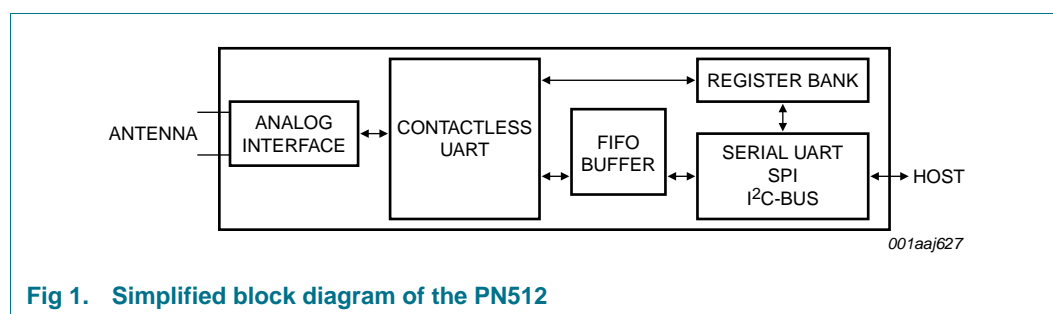 ANTENNA
ANALOG
INTERFACE
CONTACTLESS
UART
FIFO
BUFFER
REGISTER BANK
SERIAL UART
SPI
I²C-BUS
HOST
001aaj627
Fig 1. Simplified block diagram of the PN512